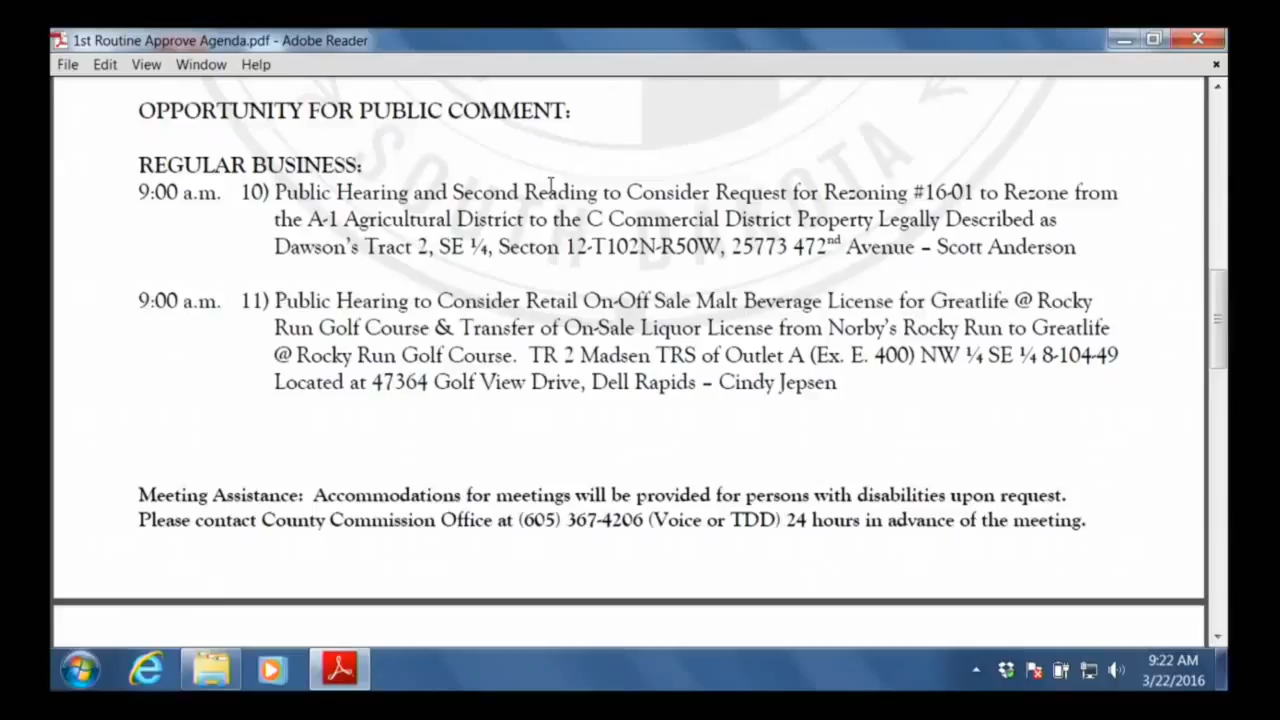 1st Routine Approve Agenda.pdf - Adobe Reader
File Edit View Window Help
OPPORTUNITY FOR PUBLIC COMMENT:
REGULAR BUSINESS:
9:00 a.m. 10) Public Hearing and Second Reading to Consider Request for Rezoning #16-01 to Rezone from
the A-1 Agricultural District to the C Commercial District Property Legally Described as
Dawson's Tract 2, SE ¼, Secton 12-T102N-R50W, 25773 472nd Avenue – Scott Anderson
9:00 a.m. 11) Public Hearing to Consider Retail On-Off Sale Malt Beverage License for Greatlife @ Rocky
Run Golf Course & Transfer of On-Sale Liquor License from Norby's Rocky Run to Greatlife
@ Rocky Run Golf Course. TR 2 Madsen TRS of Outlet A (Ex. E. 400) NW ¼ SE ¼ 8-104-49
Located at 47364 Golf View Drive, Dell Rapids – Cindy Jepsen
Meeting Assistance: Accommodations for meetings will be provided for persons with disabilities upon request.
Please contact County Commission Office at (605) 367-4206 (Voice or TDD) 24 hours in advance of the meeting.
SOUTH DAKOTA
9:22 AM
3/22/2016